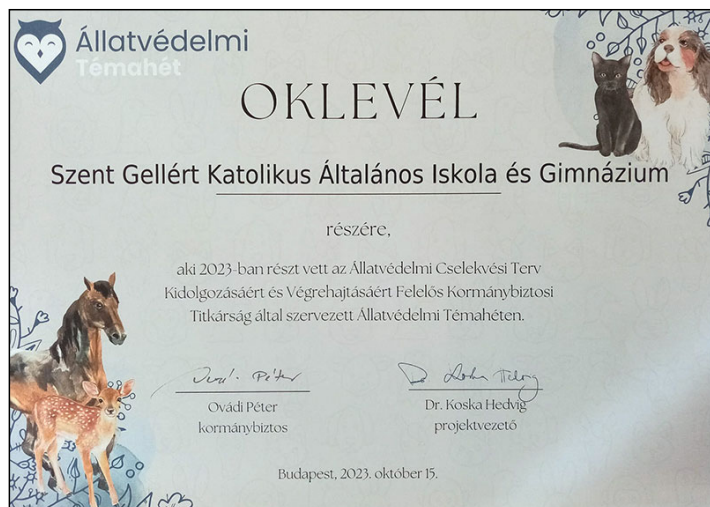 Állatvédelmi
Témahét
OKLEVÉL
Szent Gellért Katolikus Általános Iskola és Gimnázium
részére,
aki 2023-ban részt vett az Állatvédelmi Cselekvési Terv
Kidolgozásáért és Végrehajtásáért Felelős Kormánybiztosi
Titkárság által szervezett Állatvédelmi Témahéten.
Ovádi Péter
kormánybiztos
Dr. Koska Hedvig
projektvezető
Budapest, 2023. október 15.